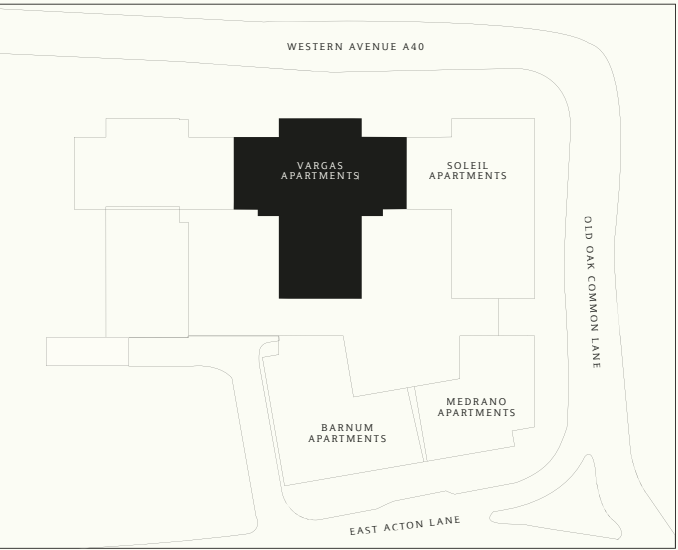 WESTERN AVENUE A40
VARGAS
APARTMENTS
SOLEIL
APARTMENTS
OLD OAK COMMON LANE
MEDRANO
APARTMENTS
BARNUM
APARTMENTS
EAST ACTON LANE